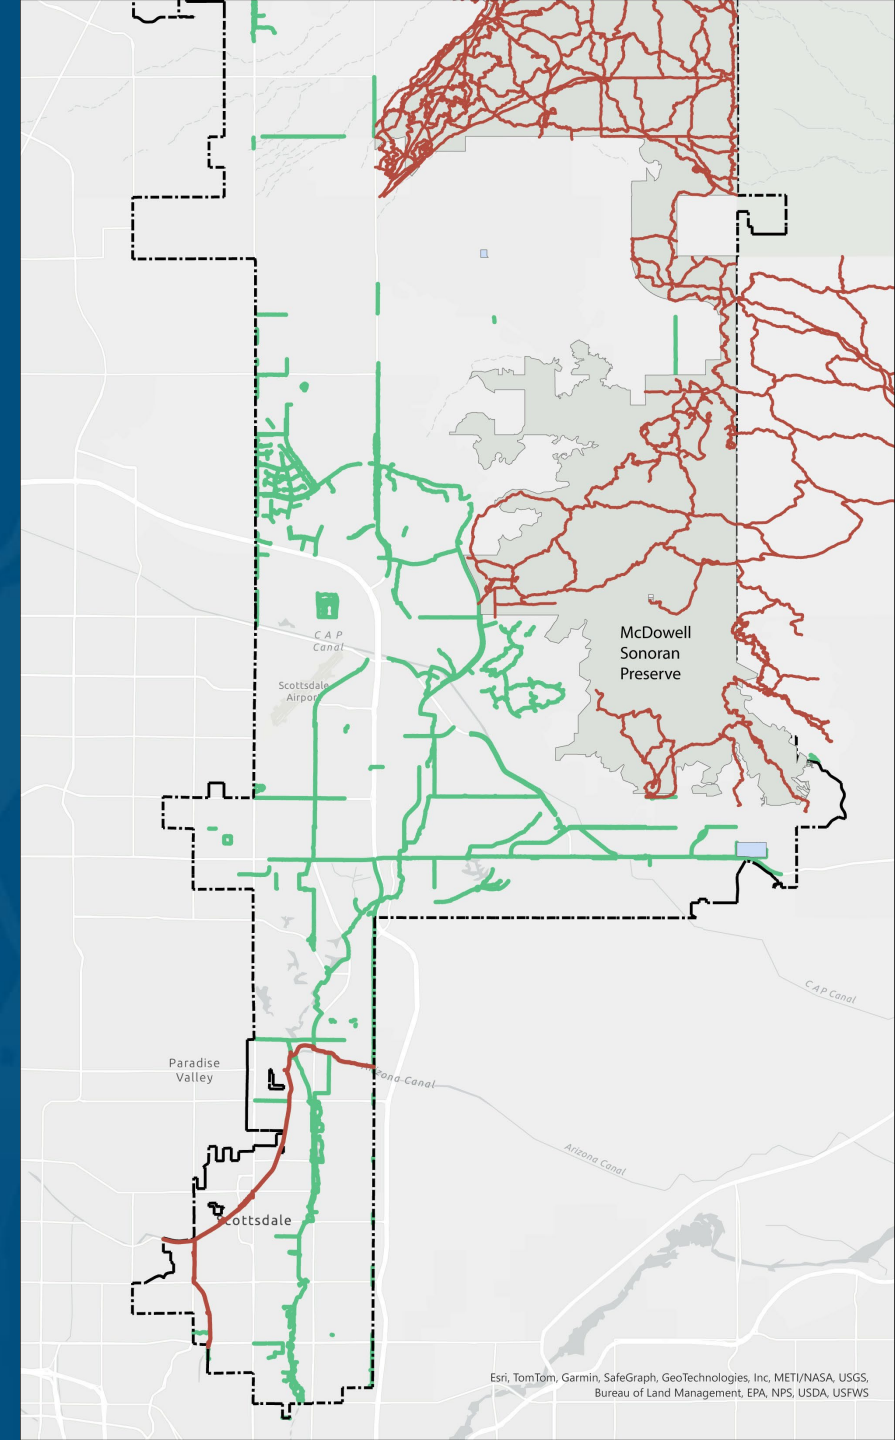 McDowell
Sonoran
Preserve
CAP
Canal
Scottsdale
Airport
CAP Canal
Paradise
Valley
Arizona Canal
Arizona Canal
Scottsdale
Esri, TomTom, Garmin, SafeGraph, GeoTechnologies, Inc, METI/NASA, USGS,
Bureau of Land Management, EPA, NPS, USDA, USFWS